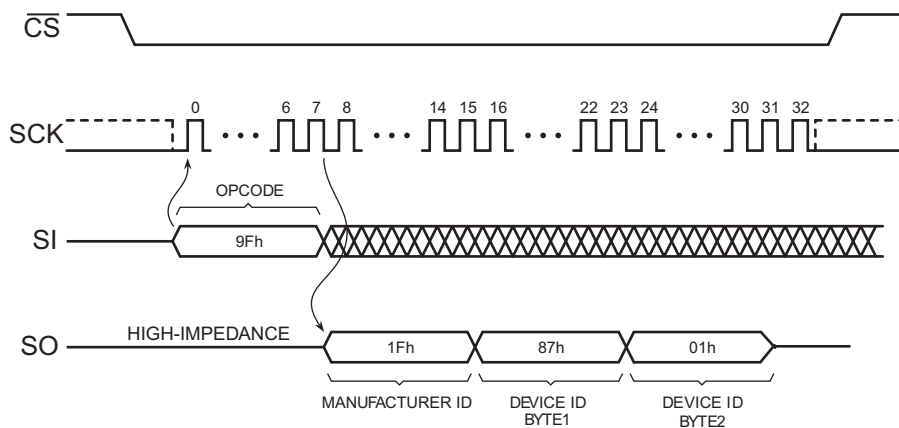 CS
0 6 7 8 14 15 16 22 23 24 30 31 32
SCK
OPCODE
SI
9Fh
HIGH-IMPEDANCE
SO
1Fh 87h 01h
MANUFACTURER ID DEVICE ID DEVICE ID
BYTE1 BYTE2